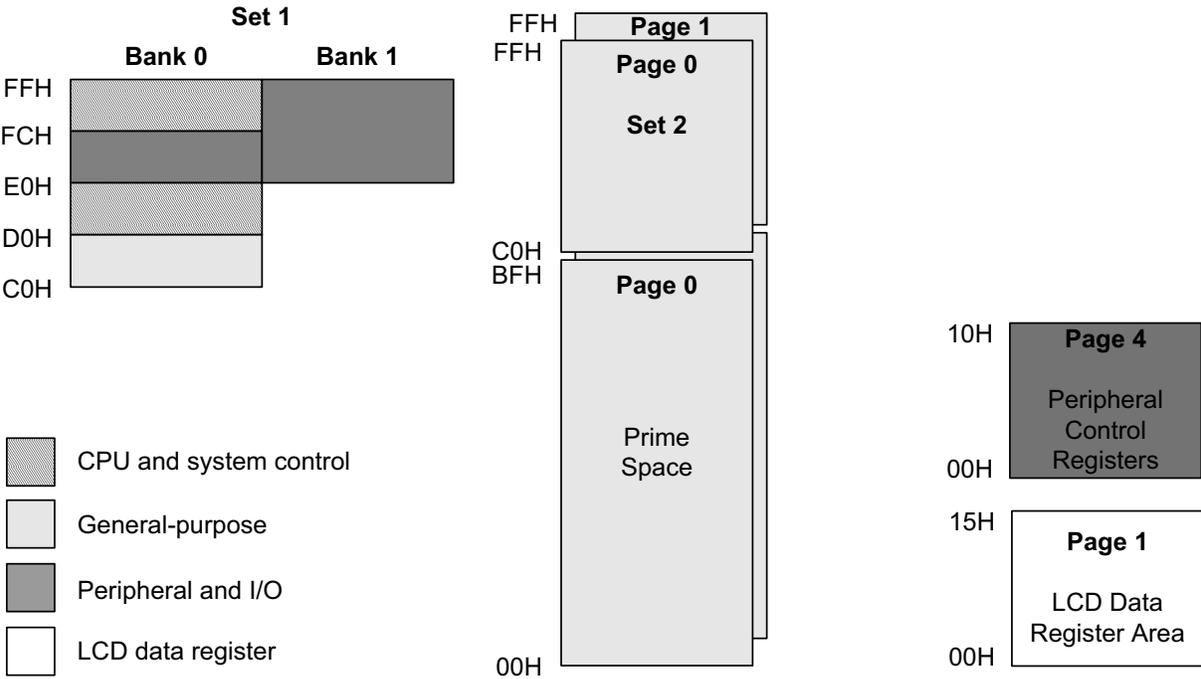 Set 1
Bank 0
Bank 1
FFH
FCH
E0H
D0H
C0H
CPU and system control
General-purpose
Peripheral and I/O
LCD data register
FFH
Page 1
FFH
Page 0
Set 2
C0H
BFH
Page 0
Prime
Space
00H
10H
Page 4
Peripheral
Control
Registers
00H
15H
Page 1
LCD Data
Register Area
00H